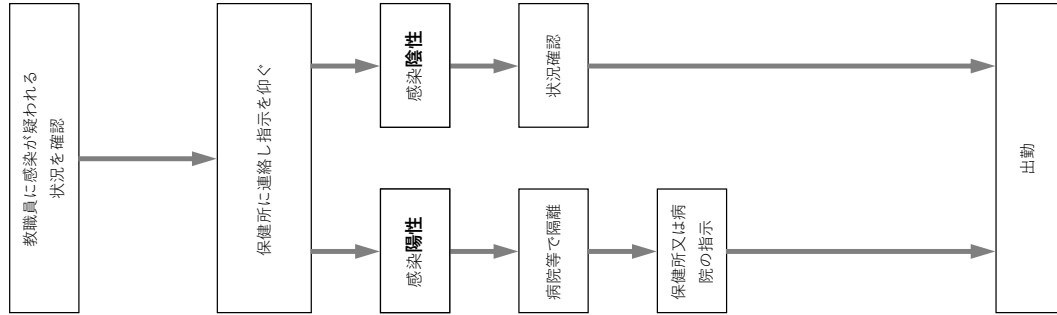 教職員に感染が疑われる
状況を確認
保健所に連絡し指示を仰ぐ
感染陽性
病院等で隔離
保健所又は病
院の指示
感染陰性
状況確認
出勤